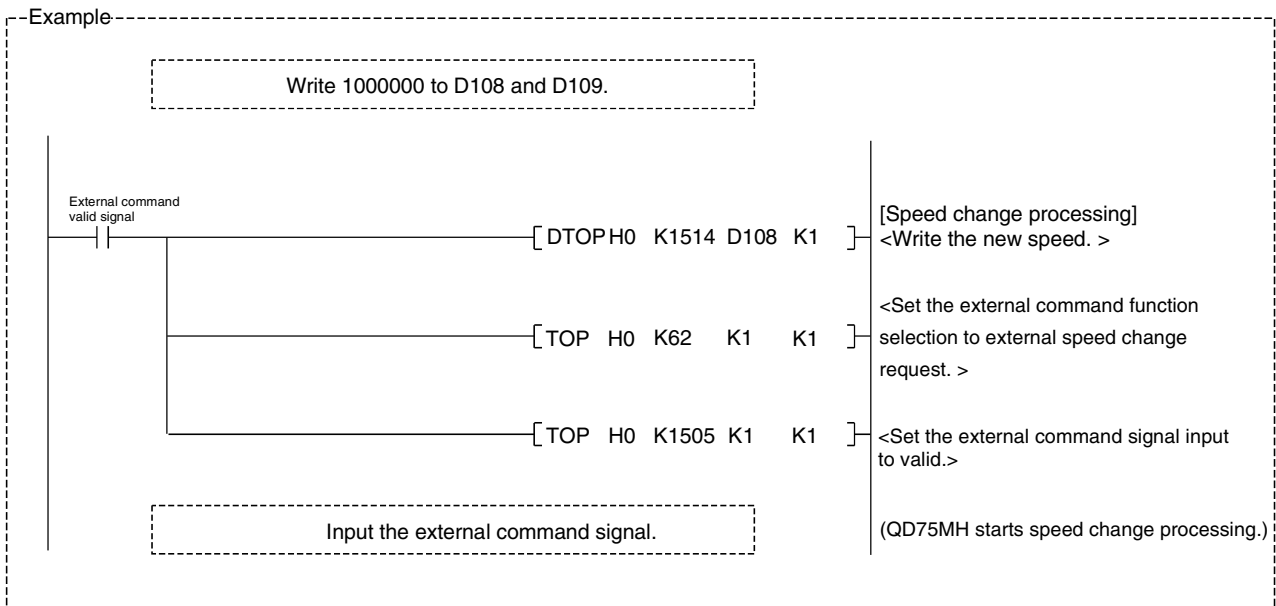 Example
Write 1000000 to D108 and D109.
External command
valid signal
DTOP H0 K1514 D108 K1
[Speed change processing]
<Write the new speed. >
TOP H0 K62 K1 K1
<Set the external command function
selection to external speed change
request. >
TOP H0 K1505 K1 K1
<Set the external command signal input
to valid.>
Input the external command signal.
(QD75MH starts speed change processing.)